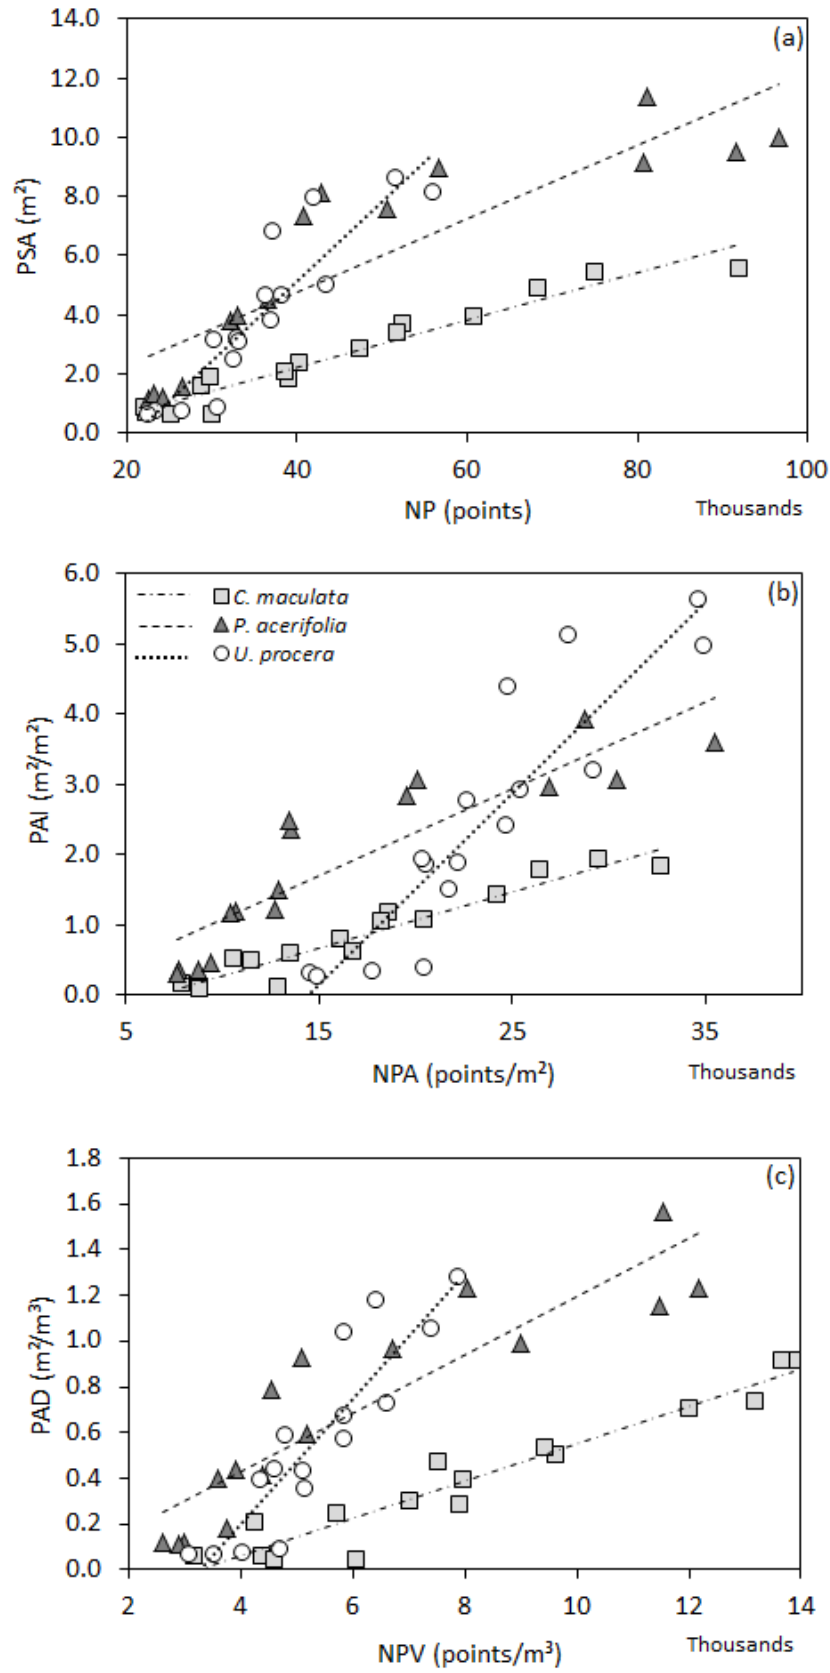 14.0
(a)
12.0
10.0
8.0
6.0
4.0
2.0
0.0
PSA (m²)
20 40 60 80 100
NP (points) Thousands
6.0
(b)
C. maculata
P. acerifolia
U. procera
5.0
4.0
3.0
2.0
1.0
0.0
PAI (m²/m²)
5 15 25 35
NPA (points/m²) Thousands
1.8
(c)
1.6
1.4
1.2
1.0
0.8
0.6
0.4
0.2
0.0
PAD (m²/m³)
2 4 6 8 10 12 14
NPV (points/m³) Thousands